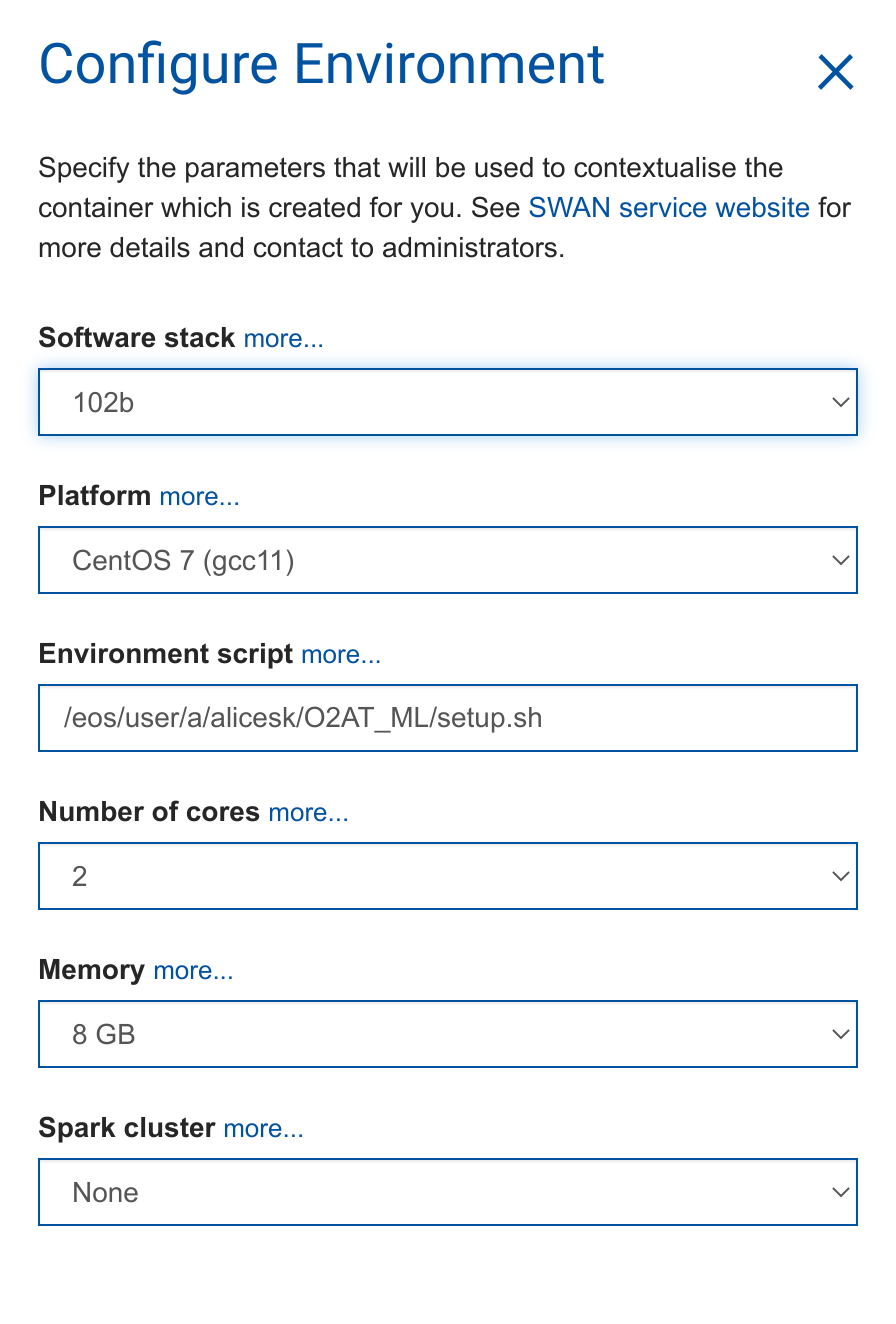 Configure Environment
Specify the parameters that will be used to contextualise the
container which is created for you. See SWAN service website for
more details and contact to administrators.
Software stack more...
102b
Platform more...
CentOS 7 (gcc11)
Environment script more...
/eos/user/a/alicesk/O2AT_ML/setup.sh
Number of cores more...
2
Memory more...
8 GB
Spark cluster more...
None